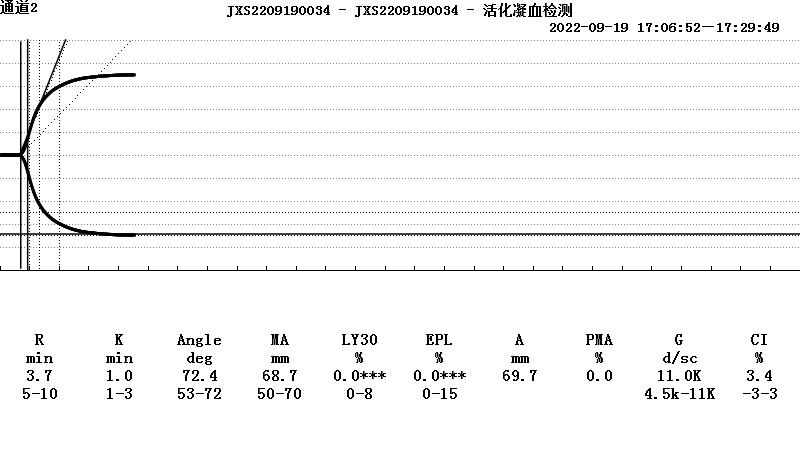 通道2
JXS2209190034 - JXS2209190034 - 活化凝血检测
2022-09-19 17:06:52—17:29:49
R K Angle MA LY30 EPL A PMA G CI
min min deg mm % % mm % d/sc %
3.7 1.0 72.4 68.7 0.0*** 0.0*** 69.7 0.0 11.0K 3.4
5-10 1-3 53-72 50-70 0-8 0-15 4.5k-11K -3-3